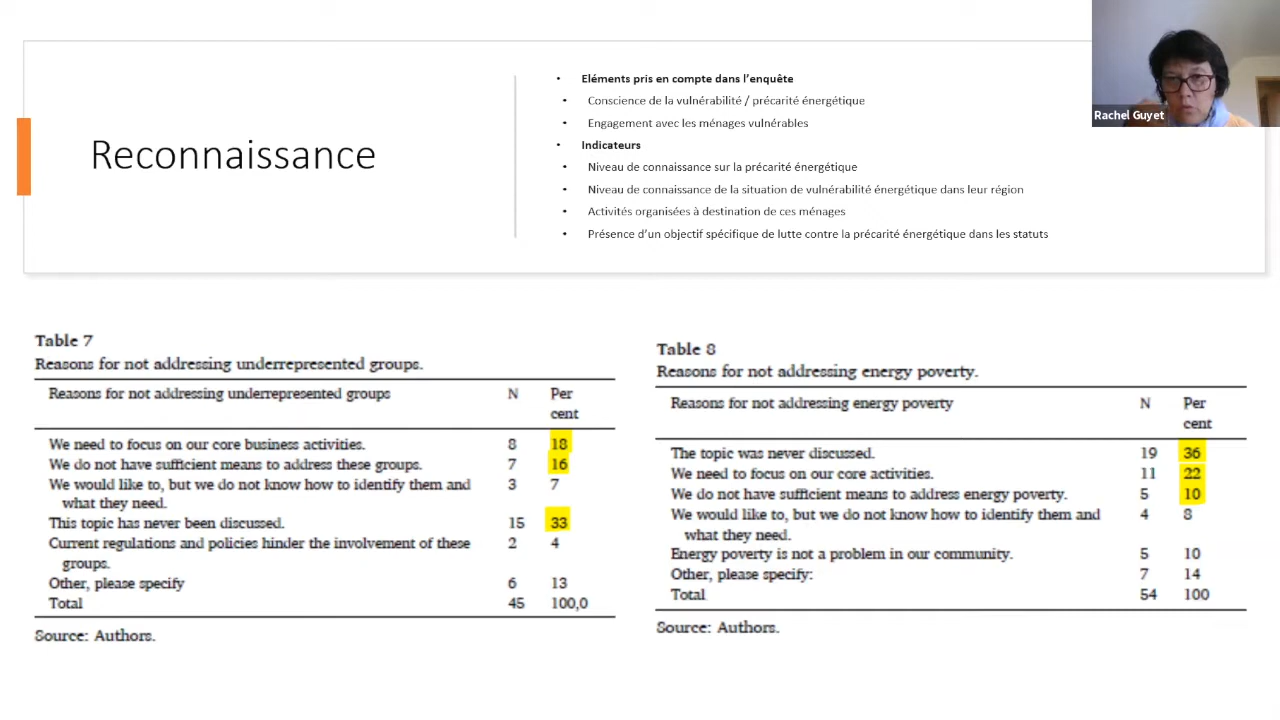 Reconnaissance
• Eléments pris en compte dans l'enquête
• Conscience de la vulnérabilité / précarité énergétique
• Engagement avec les ménages vulnérables
• Indicateurs
• Niveau de connaissance sur la précarité énergétique
• Niveau de connaissance de la situation de vulnérabilité énergétique dans leur région
• Activités organisées à destination de ces ménages
• Présence d'un objectif spécifique de lutte contre la précarité énergétique dans les statuts
Rachel Guyet
Table 7
Reasons for not addressing underrepresented groups.
Reasons for not addressing underrepresented groups N Per
cent
We need to focus on our core business activities. 8 18
We do not have sufficient means to address these groups. 7 16
We would like to, but we do not know how to identify them and 3 7
what they need.
This topic has never been discussed. 15 33
Current regulations and policies hinder the involvement of these 2 4
groups.
Other, please specify 6 13
Total 45 100,0
Source: Authors.
Table 8
Reasons for not addressing energy poverty.
Reasons for not addressing energy poverty N Per
cent
The topic was never discussed. 19 36
We need to focus on our core activities. 11 22
We do not have sufficient means to address energy poverty. 5 10
We would like to, but we do not know how to identify them and 4 8
what they need.
Energy poverty is not a problem in our community. 5 10
Other, please specify: 7 14
Total 54 100
Source: Authors.